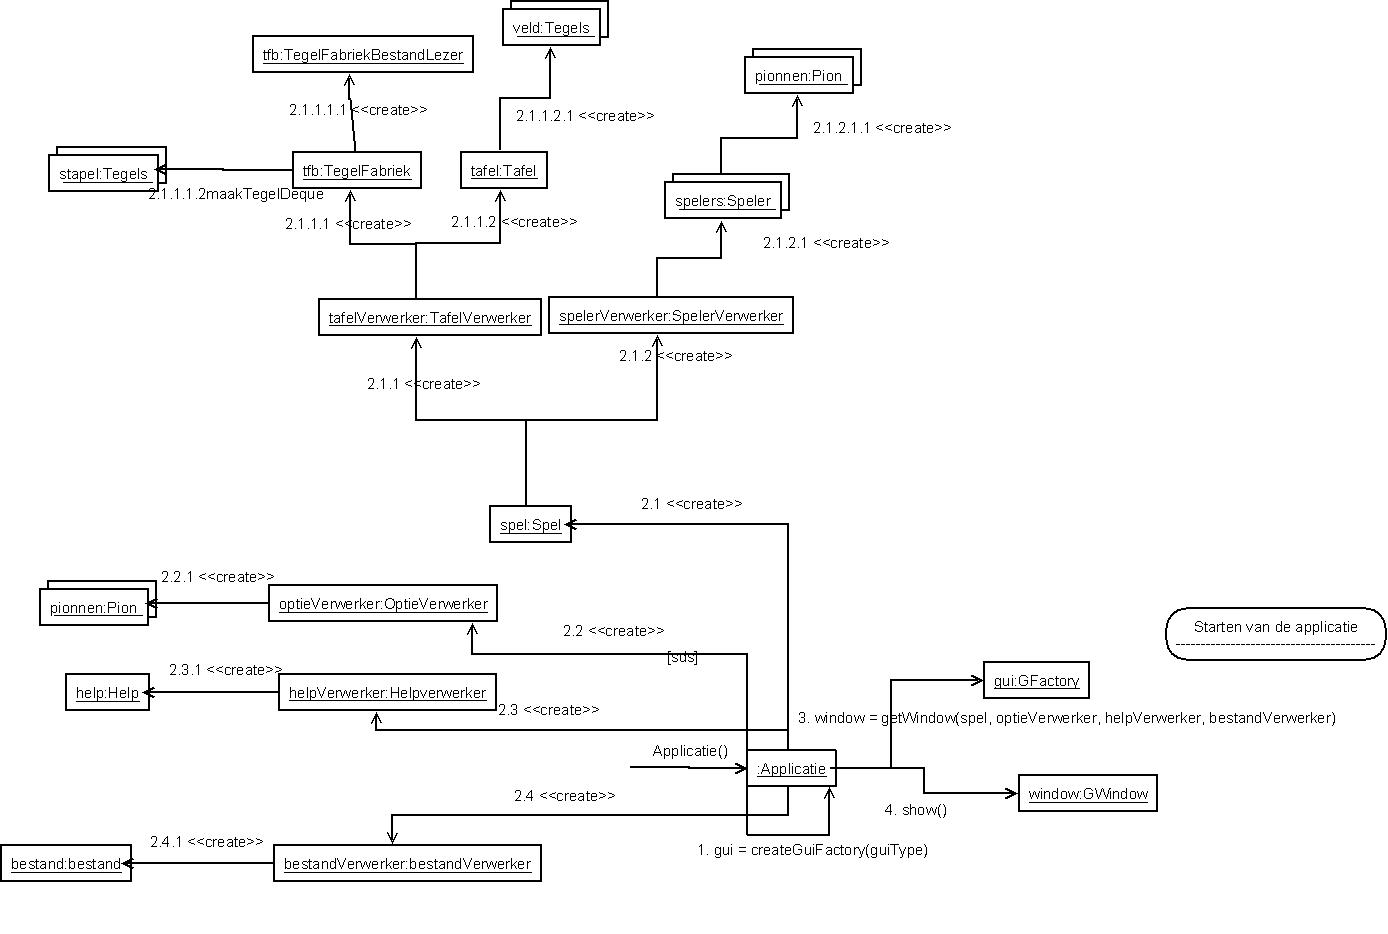 veld:Tegels
tfb:TegelFabriekBestandLezer
pionnen:Pion
2.1.1.1.1 <<create>>
2.1.1.2.1 <<create>>
2.1.2.1.1 <<create>>
stapel:Tegels
tfb:TegelFabriek
tafel:Tafel
2.1.1.1.2maakTegelDeque
spelers:Speler
2.1.1.1 <<create>>
2.1.1.2 <<create>>
2.1.2.1 <<create>>
tafelVerwerker:TafelVerwerker
spelerVerwerker:SpelerVerwerker
2.1.2 <<create>>
2.1.1 <<create>>
2.1 <<create>>
spel:Spel
2.2.1 <<create>>
pionnen:Pion
optieVerwerker:OptieVerwerker
2.2 <<create>>
[sds]
Starten van de applicatie
2.3.1 <<create>>
help:Help
helpVerwerker:Helpverwerker
gui:GFactory
2.3 <<create>>
3. window = getWindow(spel, optieVerwerker, helpVerwerker, bestandVerwerker)
Applicatie()
:Applicatie
2.4 <<create>>
window:GWindow
4. show()
2.4.1 <<create>>
1. gui = createGuiFactory(guiType)
bestand:bestand
bestandVerwerker:bestandVerwerker